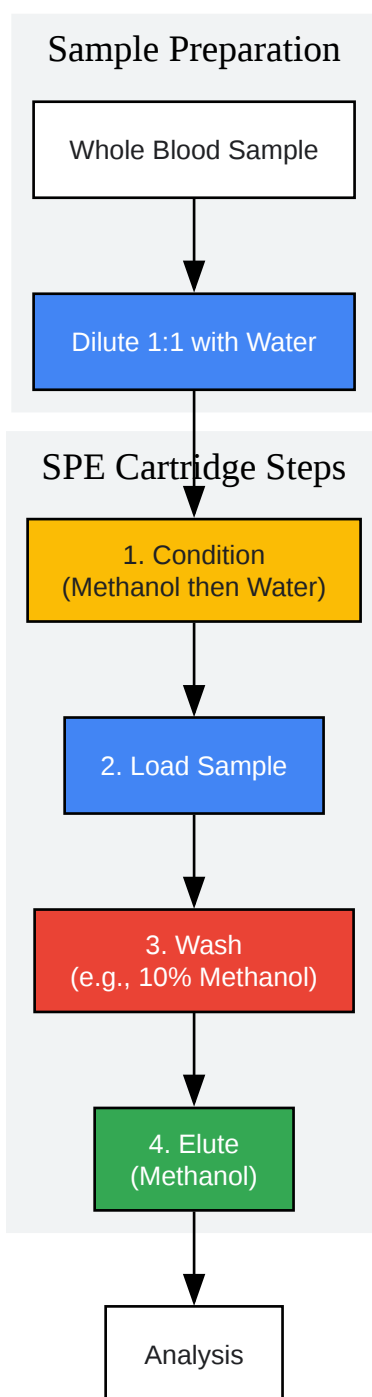 Sample Preparation
Whole Blood Sample
Dilute 1:1 with Water
SPE Cartridge Steps
1. Condition
(Methanol then Water)
2. Load Sample
3. Wash
(e.g., 10% Methanol)
4. Elute
(Methanol)
Analysis